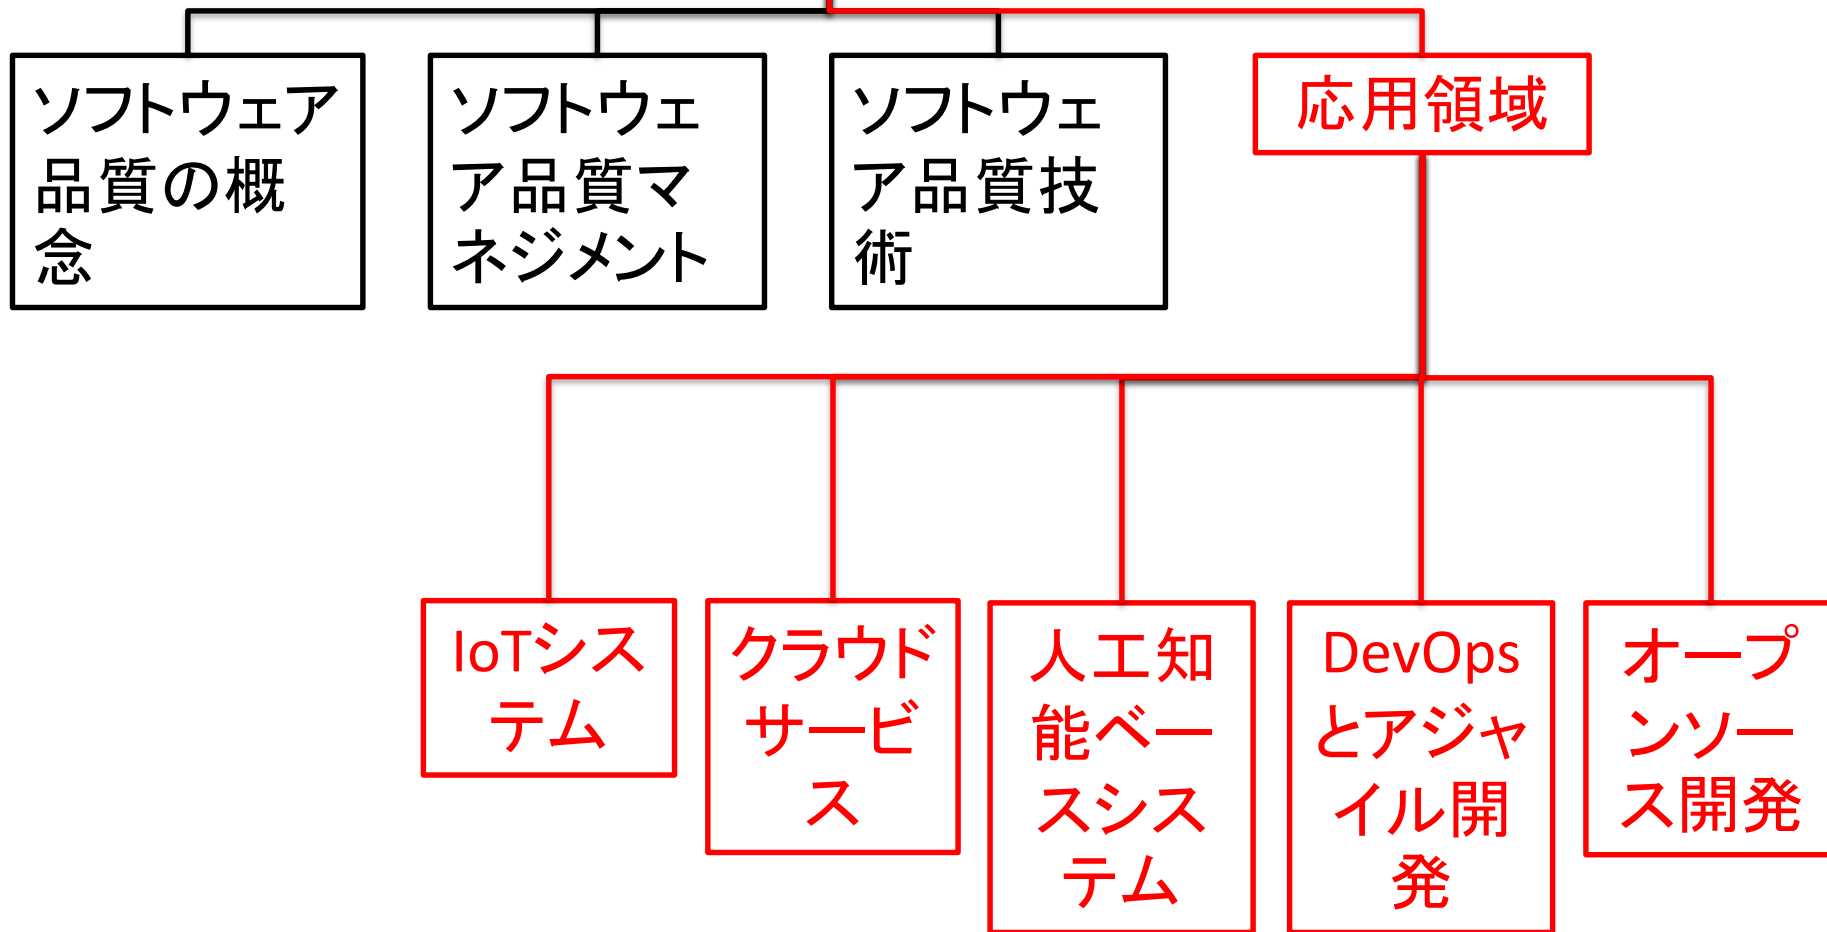 ソフトウェア
品質の概
念
ソフトウェ
ア品質マ
ネジメント
ソフトウェ
ア品質技
術
応用領域
IoTシス
テム
クラウド
サービ
ス
人工知
能ベー
スシス
テム
DevOps
とアジャ
イル開
発
オープ
ンソー
ス開発